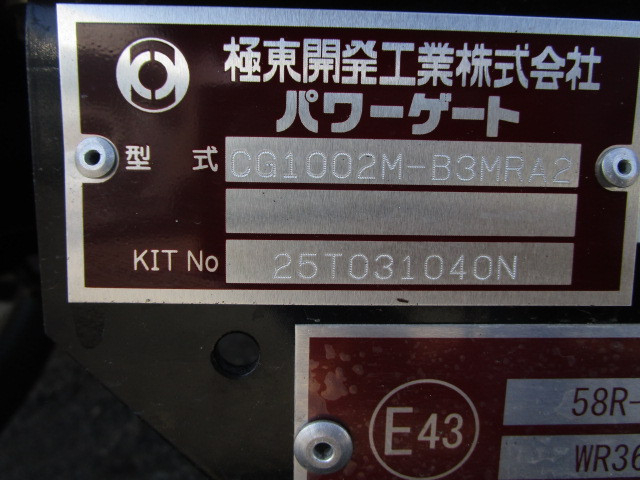 極東開発工業株式会社
パワーゲート
型式 CG1002M-B3MRA2
KIT No 25T031040N
E43
58R-
WR36